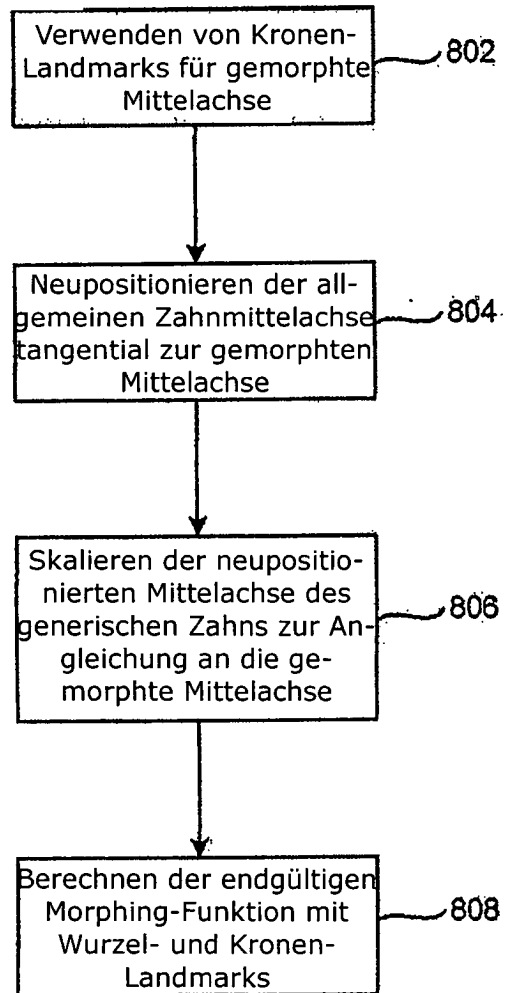 Verwenden von Kronen-
Landmarks für gemorphte
Mittelachse
802
Neupositionieren der all-
gemeinen Zahnmittelachse
tangential zur gemorphten
Mittelachse
804
Skalieren der neupositio-
nierten Mittelachse des
generischen Zahns zur An-
gleichung an die ge-
morphte Mittelachse
806
Berechnen der endgültigen
Morphing-Funktion mit
Wurzel- und Kronen-
Landmarks
808